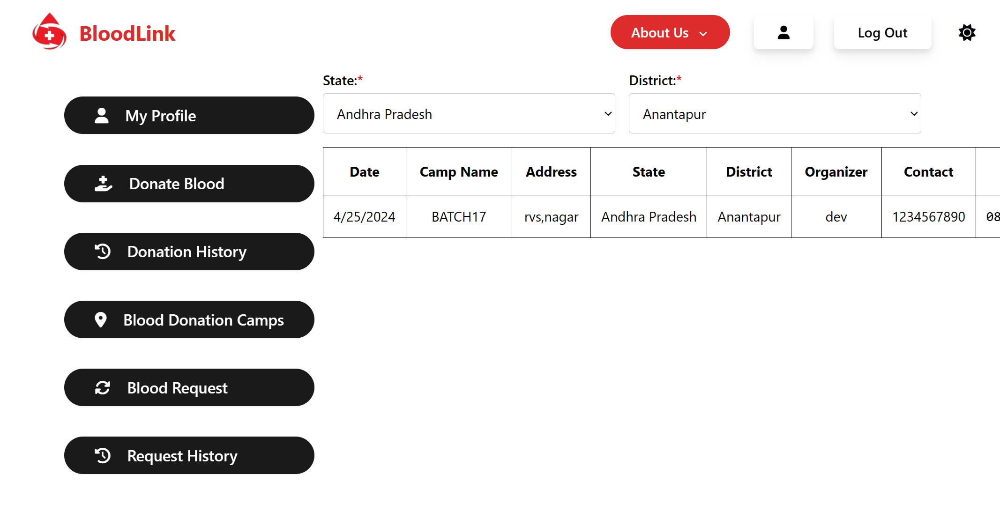 BloodLink
About Us
Log Out
State:*
District:*
Andhra Pradesh
Anantapur
My Profile
Donate Blood
Donation History
Blood Donation Camps
Blood Request
Request History
Date Camp Name Address State District Organizer Contact
4/25/2024 BATCH17 rvs,nagar Andhra Pradesh Anantapur dev 1234567890 08